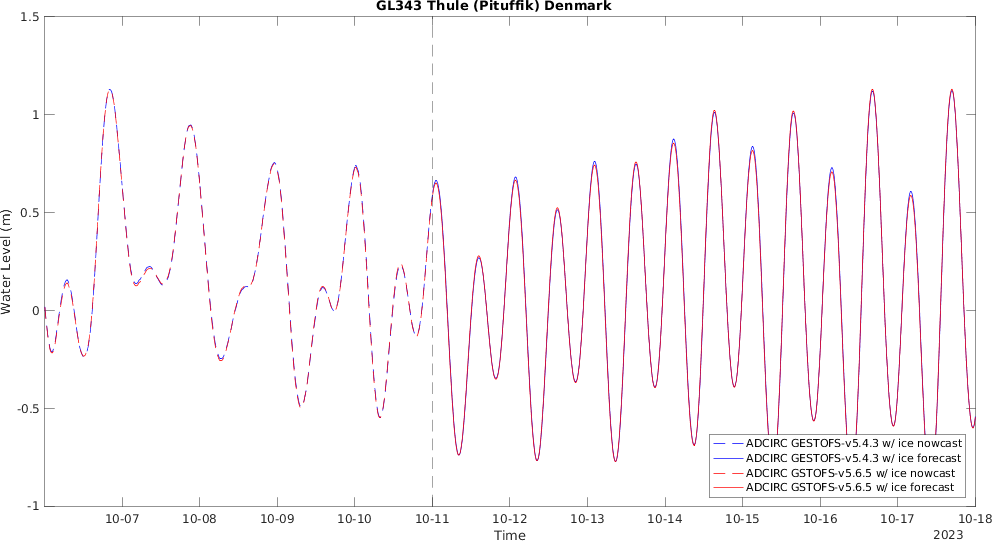 GL343 Thule (Pituffik) Denmark
1.5
1
0.5
0
-0.5
-1
Water Level (m)
ADCIRC GESTOFS-v5.4.3 w/ ice nowcast
ADCIRC GESTOFS-v5.4.3 w/ ice forecast
ADCIRC GSTOFS-v5.6.5 w/ ice nowcast
ADCIRC GSTOFS-v5.6.5 w/ ice forecast
10-07 10-08 10-09 10-10 10-11 10-12 10-13 10-14 10-15 10-16 10-17 10-18
Time
2023